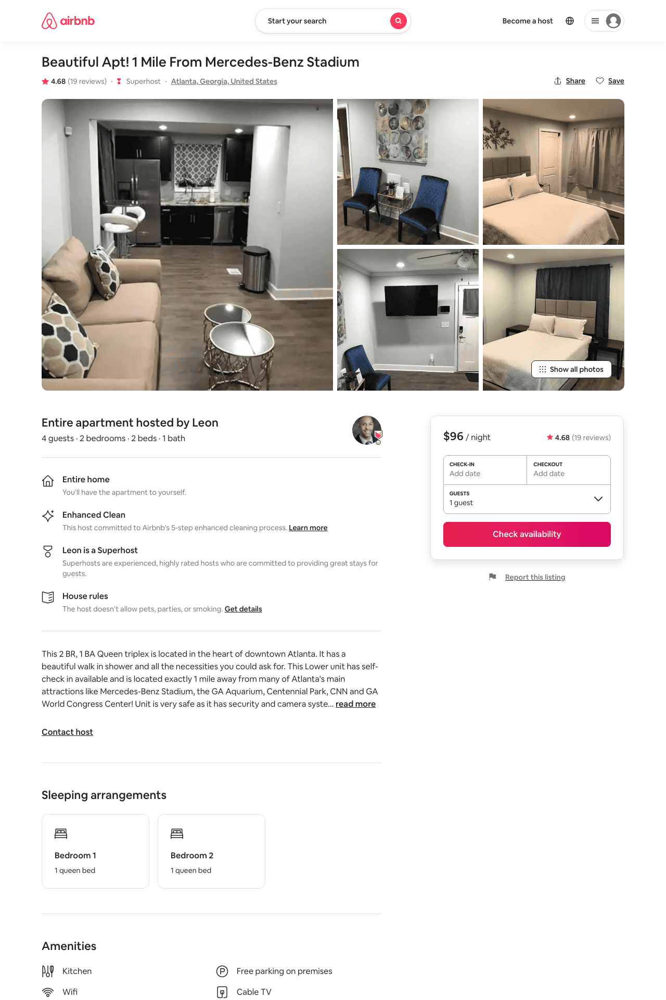 airbnb
Start your search
Become a host
Beautiful Apt! 1 Mile From Mercedes-Benz Stadium
4.68 (19 reviews) · Superhost · Atlanta, Georgia, United States
Share
Save
Show all photos
Entire apartment hosted by Leon
4 guests · 2 bedrooms · 2 beds · 1 bath
Entire home
You’ll have the apartment to yourself.
Enhanced Clean
This host committed to Airbnb's 5-step enhanced cleaning process. Learn more
Leon is a Superhost
Superhosts are experienced, highly rated hosts who are committed to providing great stays for
guests.
House rules
The host doesn’t allow pets, parties, or smoking. Get details
$96 / night
4.68 (19 reviews)
CHECK-IN
Add date
CHECKOUT
Add date
GUESTS
1 guest
Check availability
Report this listing
This 2 BR, 1 BA Queen triplex is located in the heart of downtown Atlanta. It has a
beautiful walk in shower and all the necessities you could ask for. This Lower unit has self-
check in available and is located exactly 1 mile away from many of Atlanta's main
attractions like Mercedes-Benz Stadium, the GA Aquarium, Centennial Park, CNN and GA
World Congress Center! Unit is very safe as it has security and camera syste... read more
Contact host
Sleeping arrangements
Bedroom 1
1 queen bed
Bedroom 2
1 queen bed
Amenities
Kitchen
Free parking on premises
Wifi
Cable TV